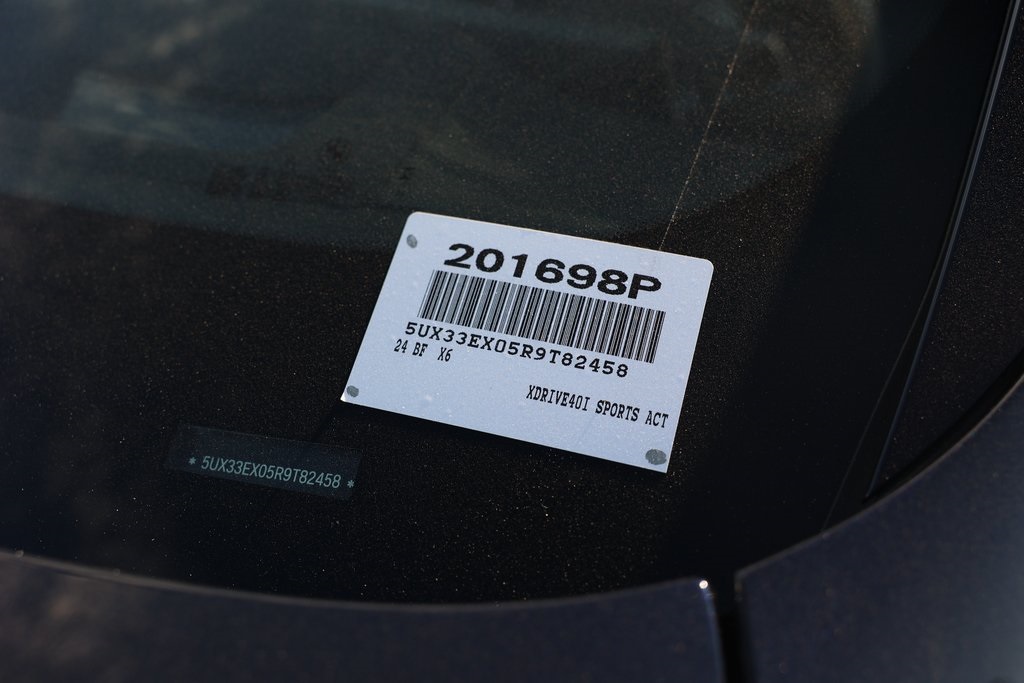 201698P
5UX33EX05R9T82458
24 BF X6
XDRIVE40I SPORTS ACT
* 5UX33EX05R9T82458 *